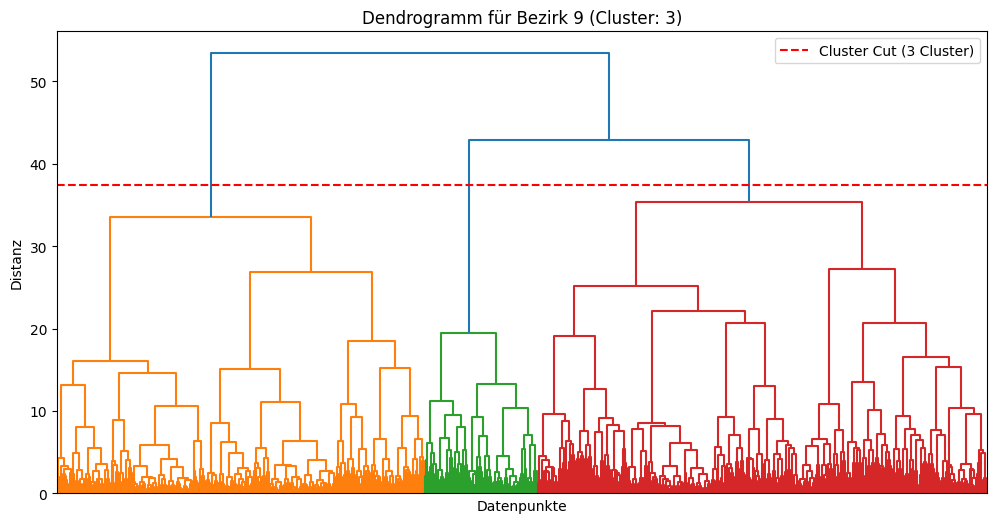 Dendrogramm für Bezirk 9 (Cluster: 3)
Cluster Cut (3 Cluster)
50
40
30
20
10
0
Distanz
Datenpunkte